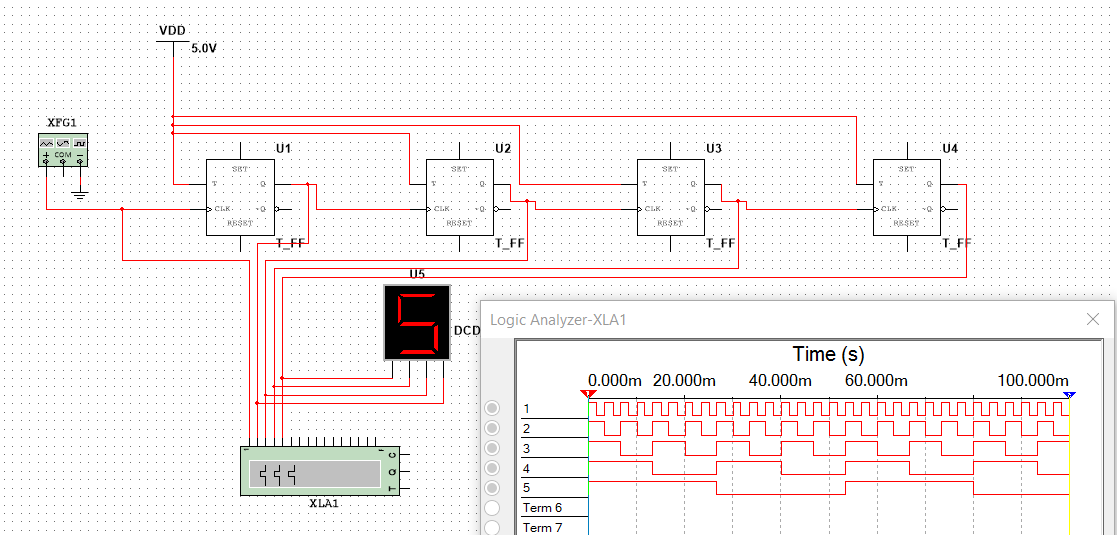 VDD
5.0V
XFG1
COM
U1
SET
T
Q
CLK
~Q
RESET
T_FF
U2
SET
T
Q
CLK
~Q
RESET
T_FF
U3
SET
T
Q
CLK
~Q
RESET
T_FF
U4
SET
T
Q
CLK
~Q
RESET
T_FF
U5
5
DCD
XLA1
C
Q
T
Logic Analyzer-XLA1
Time (s)
0.000m 20.000m 40.000m 60.000m 100.000m
1
2
3
4
5
Term 6
Term 7